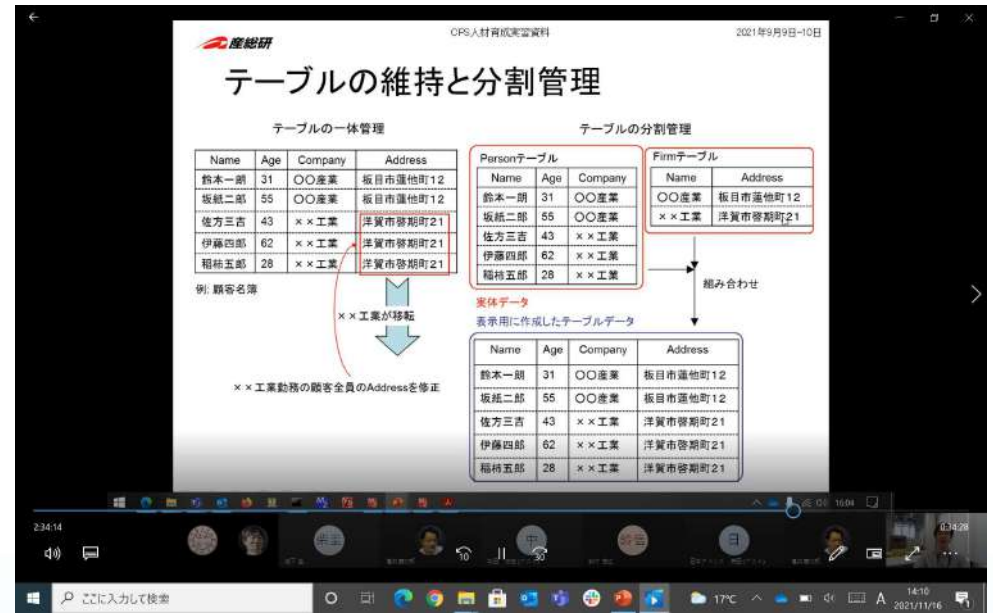 産総研
CPS人材育成実習資料
2021年9月9日-10日
テーブルの維持と分割管理
テーブルの一体管理
Name Age Company Address
鈴本一朗 31 〇〇産業 板目市蓮他町12
坂紙二郎 55 〇〇産業 板目市蓮他町12
佐方三吉 43 ××工業 洋賀市啓期町21
伊藤四郎 62 ××工業 洋賀市啓期町21
稲柿五郎 28 ××工業 洋賀市啓期町21
例: 顧客名簿
××工業が移転
××工業勤務の顧客全員のAddressを修正
テーブルの分割管理
Personテーブル
Name Age Company
鈴本一朗 31 〇〇産業
坂紙二郎 55 〇〇産業
佐方三吉 43 ××工業
伊藤四郎 62 ××工業
稲柿五郎 28 ××工業
Firmテーブル
Name Address
〇〇産業 板目市蓮他町12
××工業 洋賀市啓期町21
組み合わせ
実体データ
表示用に作成したテーブルデータ
Name Age Company Address
鈴本一朗 31 〇〇産業 板目市蓮他町12
坂紙二郎 55 〇〇産業 板目市蓮他町12
佐方三吉 43 ××工業 洋賀市啓期町21
伊藤四郎 62 ××工業 洋賀市啓期町21
稲柿五郎 28 ××工業 洋賀市啓期町21
16:04
2:34:14
0:34:28
10
30
ここに入力して検索
17°C
A
14:10
2021/11/16